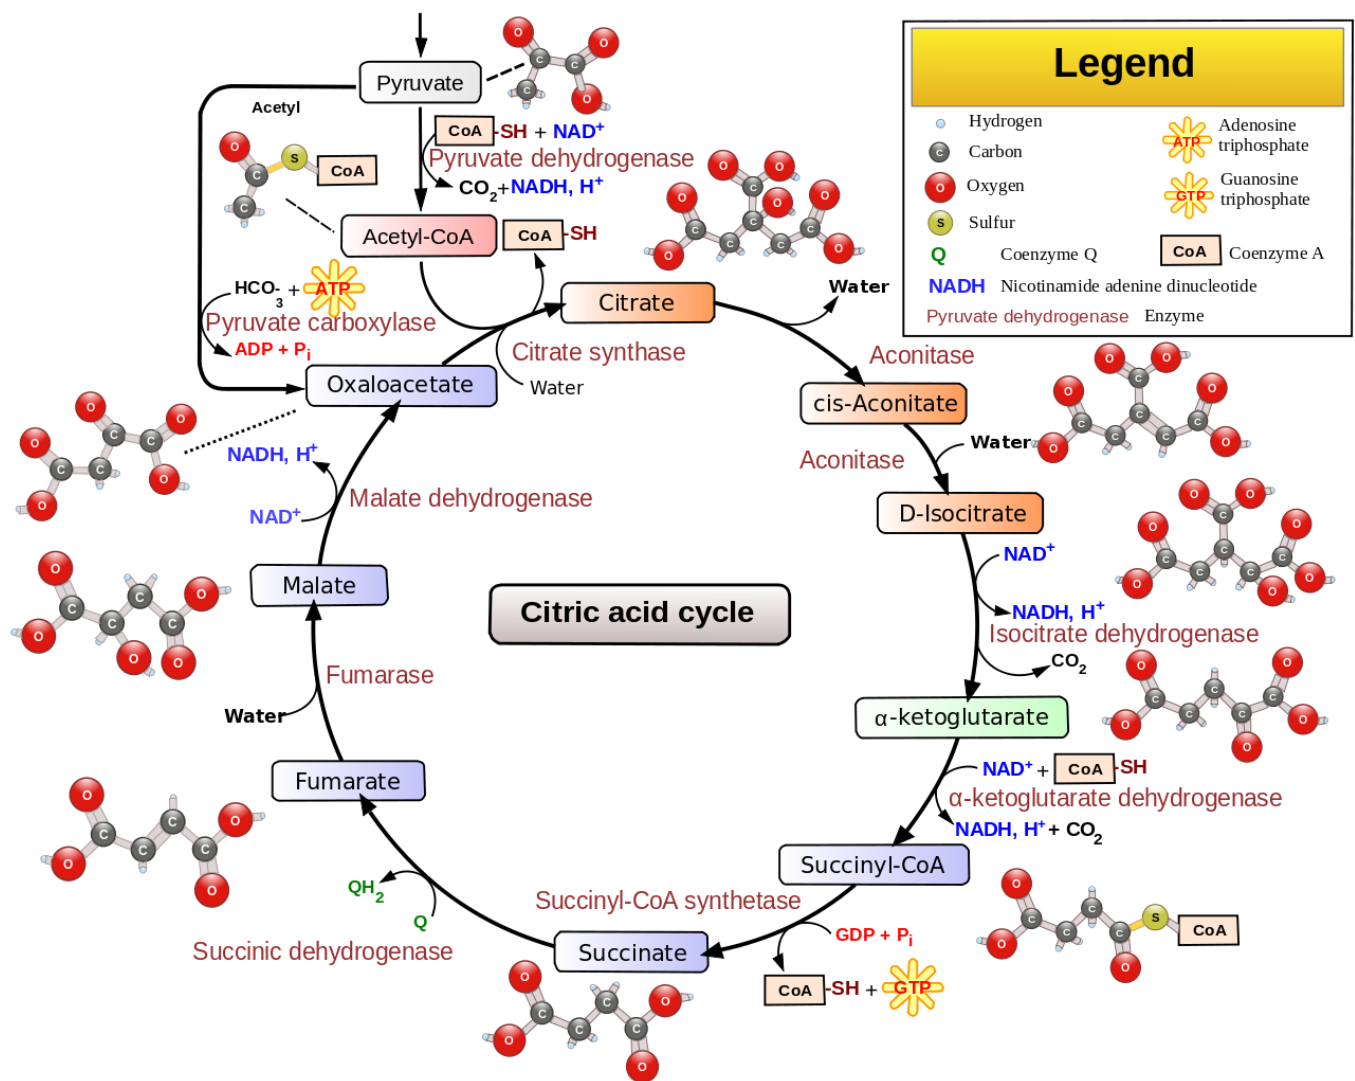 Legend
Hydrogen
Carbon
Oxygen
Sulfur
Q Coenzyme Q
ATP Adenosine
triphosphate
GTP Guanosine
triphosphate
CoA Coenzyme A
NADH Nicotinamide adenine dinucleotide
Pyruvate dehydrogenase Enzyme
Pyruvate
Acetyl
CoA-SH + NAD+
Pyruvate dehydrogenase
CO2+NADH, H+
S CoA
Acetyl-CoA
CoA-SH
HCO3- + ATP
Pyruvate carboxylase
ADP + Pi
Citrate
Water
Citrate synthase
Water
Oxaloacetate
Aconitase
cis-Aconitate
Water
Aconitase
D-Isocitrate
NAD+
NADH, H+
Isocitrate dehydrogenase
CO2
α-ketoglutarate
NAD+ + CoA-SH
α-ketoglutarate dehydrogenase
NADH, H+ + CO2
Succinyl-CoA
S CoA
Succinyl-CoA synthetase
GDP + Pi
CoA-SH + GTP
Succinate
QH2
Q
Succinic dehydrogenase
Fumarate
Water
Fumarase
Malate
NAD+
NADH, H+
Malate dehydrogenase
Citric acid cycle